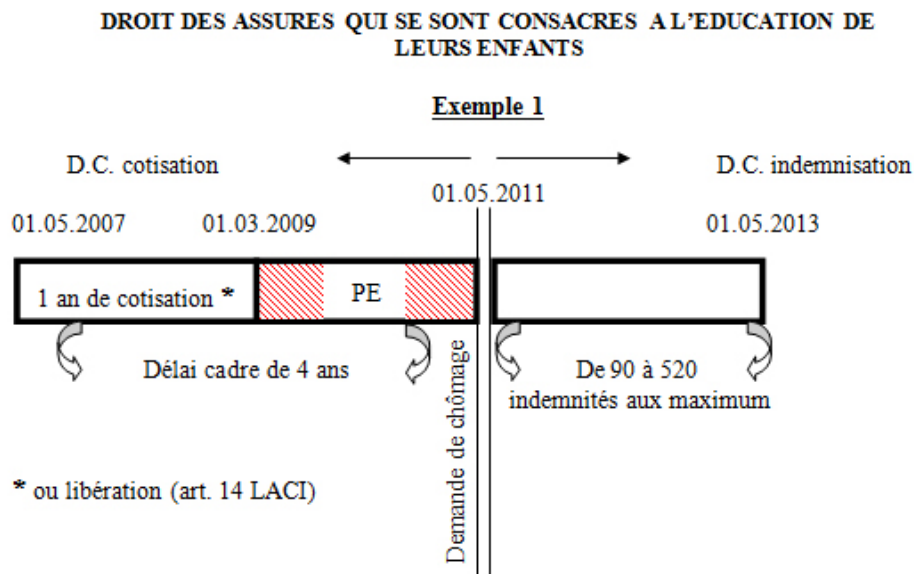 DROIT DES ASSURES QUI SE SONT CONSACRES A L'EDUCATION DE
LEURS ENFANTS
Exemple 1
D.C. cotisation
D.C. indemnisation
01.05.2011
01.05.2007
01.03.2009
01.05.2013
1 an de cotisation *
PE
Délai cadre de 4 ans
De 90 à 520
indemnités aux maximum
Demande de chômage
* ou libération (art. 14 LACI)